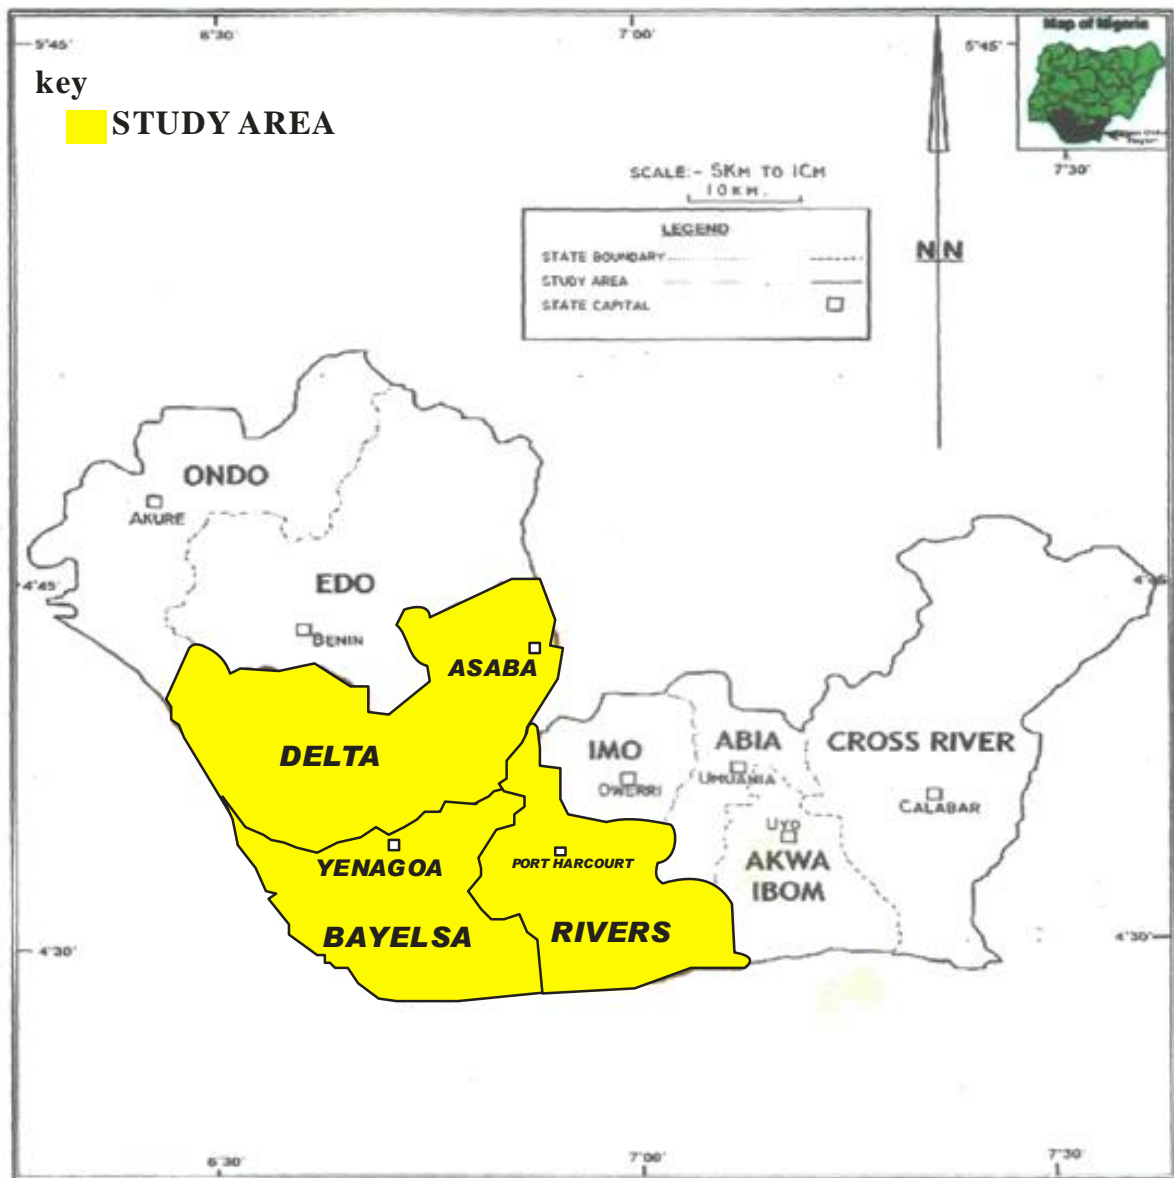 6°30'
7°00'
5°45'
5°45'
Map of Nigeria
key
STUDY AREA
7°30'
SCALE:- 5KM TO 1CM
10KM.
LEGEND
STATE BOUNDARY
STUDY AREA
STATE CAPITAL
N N
ONDO
AKURE
EDO
4°45'
4°45'
BENIN
ASABA
DELTA
IMO
ABIA
CROSS RIVER
OWERRI
UMUAHIA
CALABAR
UYO
YENAGOA
PORT HARCOURT
AKWA
IBOM
BAYELSA
RIVERS
4°30'
4°30'
6°30'
7°00'
7°30'